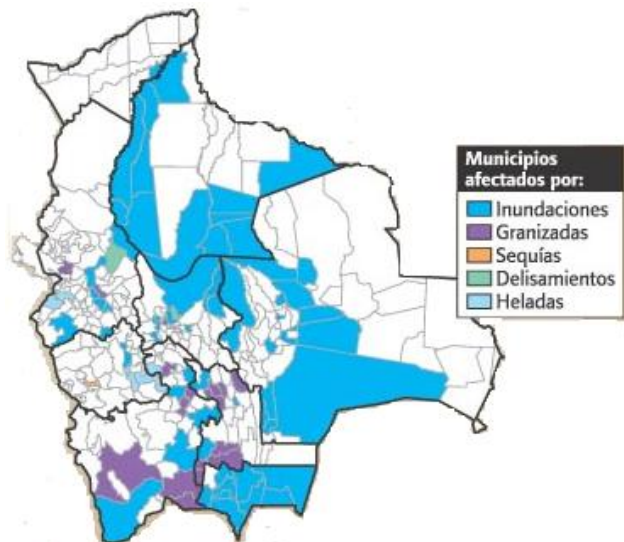 Municipios
afectados por:
Inundaciones
Granizadas
Sequías
Delisamientos
Heladas